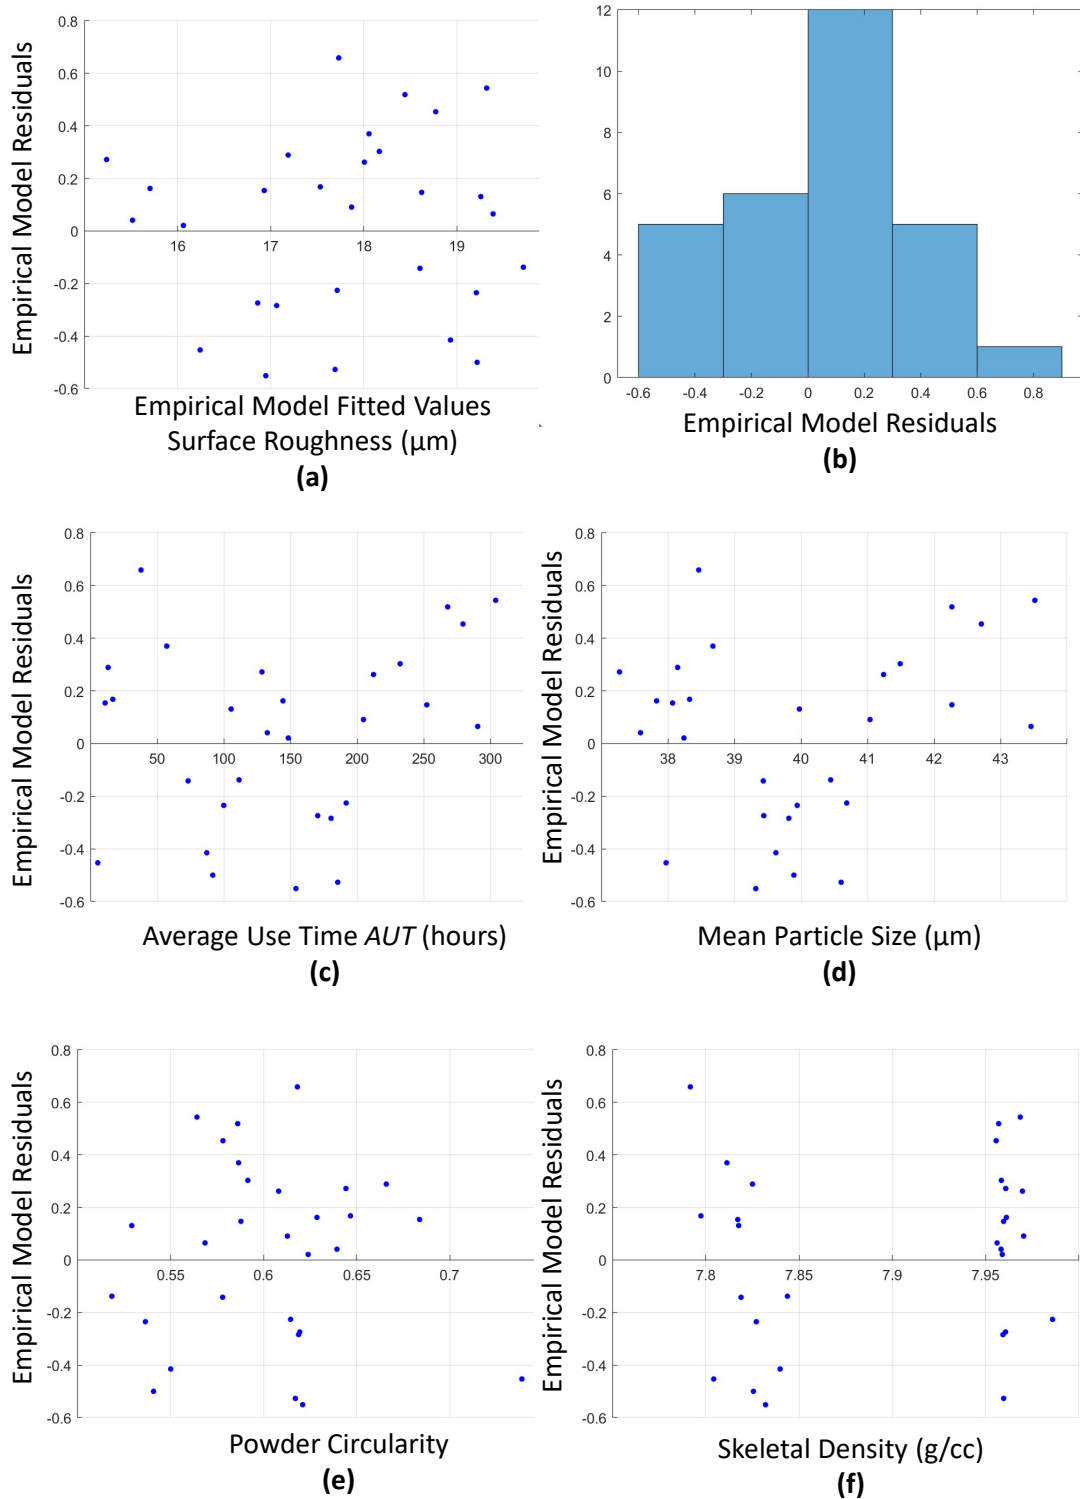 0.8
0.6
0.4
0.2
0
-0.2
-0.4
-0.6
16 17 18 19
Empirical Model Residuals
Empirical Model Fitted Values
Surface Roughness (µm)
(a)
12
10
8
6
4
2
0
-0.6 -0.4 -0.2 0 0.2 0.4 0.6 0.8
Empirical Model Residuals
(b)
0.8
0.6
0.4
0.2
0
-0.2
-0.4
-0.6
50 100 150 200 250 300
Empirical Model Residuals
Average Use Time AUT (hours)
(c)
0.8
0.6
0.4
0.2
0
-0.2
-0.4
-0.6
38 39 40 41 42 43
Empirical Model Residuals
Mean Particle Size (µm)
(d)
0.8
0.6
0.4
0.2
0
-0.2
-0.4
-0.6
0.55 0.6 0.65 0.7
Empirical Model Residuals
Powder Circularity
(e)
0.8
0.6
0.4
0.2
0
-0.2
-0.4
-0.6
7.8 7.85 7.9 7.95
Empirical Model Residuals
Skeletal Density (g/cc)
(f)